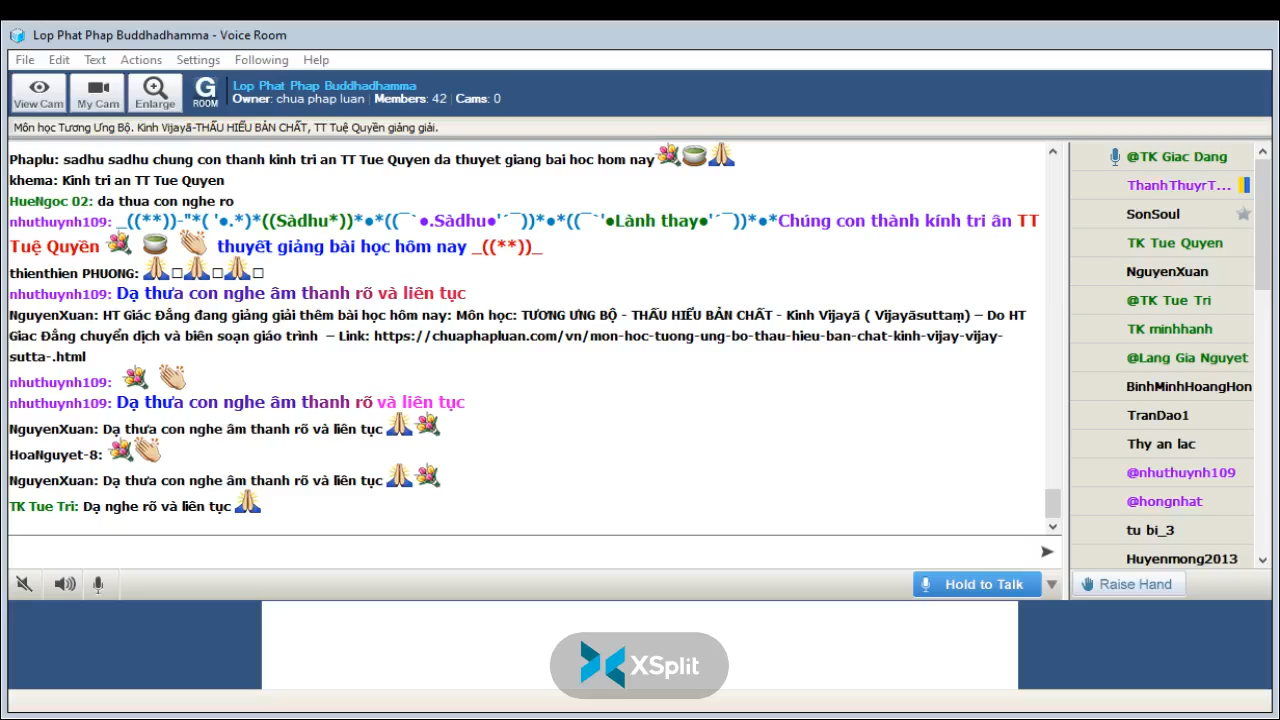 Lop Phat Phap Buddhadhamma - Voice Room
File Edit Text Actions Settings Following Help
View Cam My Cam Enlarge G ROOM
Lop Phat Phap Buddhadhamma
Owner: chua phap luan | Members: 42 | Cams: 0
Môn học Tương Ưng Bộ. Kinh Vijayā-THẤU HIỂU BẢN CHẤT, TT Tuệ Quyền giảng giải.
Phaplu: sadhu sadhu chung con thanh kinh tri an TT Tue Quyen da thuyet giang bai hoc hom nay
khema: Kinh tri an TT Tue Quyen
HueNgoc 02: da thua con nghe ro
nhuthuynh109: _((**))-"*( '●.*)*((Sàdhu*))*●*((¯`●.Sàdhu●'´¯))*●*((¯`'●Lành thay●'´¯))*●*Chúng con thành kính tri ân TT
Tuệ Quyền thuyết giảng bài học hôm nay _((**))_
thienthien PHUONG: □□□
nhuthuynh109: Dạ thưa con nghe âm thanh rõ và liên tục
NguyenXuan: HT Giác Đẳng đang giảng giải thêm bài học hôm nay: Môn học: TƯƠNG ƯNG BỘ - THẤU HIỂU BẢN CHẤT - Kinh Vijayā ( Vijayāsuttaṃ) – Do HT
Giac Đẳng chuyển dịch và biên soạn giáo trình – Link: https://chuaphapluan.com/vn/mon-hoc-tuong-ung-bo-thau-hieu-ban-chat-kinh-vijay-vijay-
sutta-.html
nhuthuynh109:
nhuthuynh109: Dạ thưa con nghe âm thanh rõ và liên tục
NguyenXuan: Dạ thưa con nghe âm thanh rõ và liên tục
HoaNguyet-8:
NguyenXuan: Dạ thưa con nghe âm thanh rõ và liên tục
TK Tue Tri: Dạ nghe rõ và liên tục
@TK Giac Dang
ThanhThuyrT...
SonSoul
TK Tue Quyen
NguyenXuan
@TK Tue Tri
TK minhhanh
@Lang Gia Nguyet
BinhMinhHoangHon
TranDao1
Thy an lac
@nhuthuynh109
@hongnhat
tu bi_3
Huyenmong2013
Hold to Talk
Raise Hand
XSplit